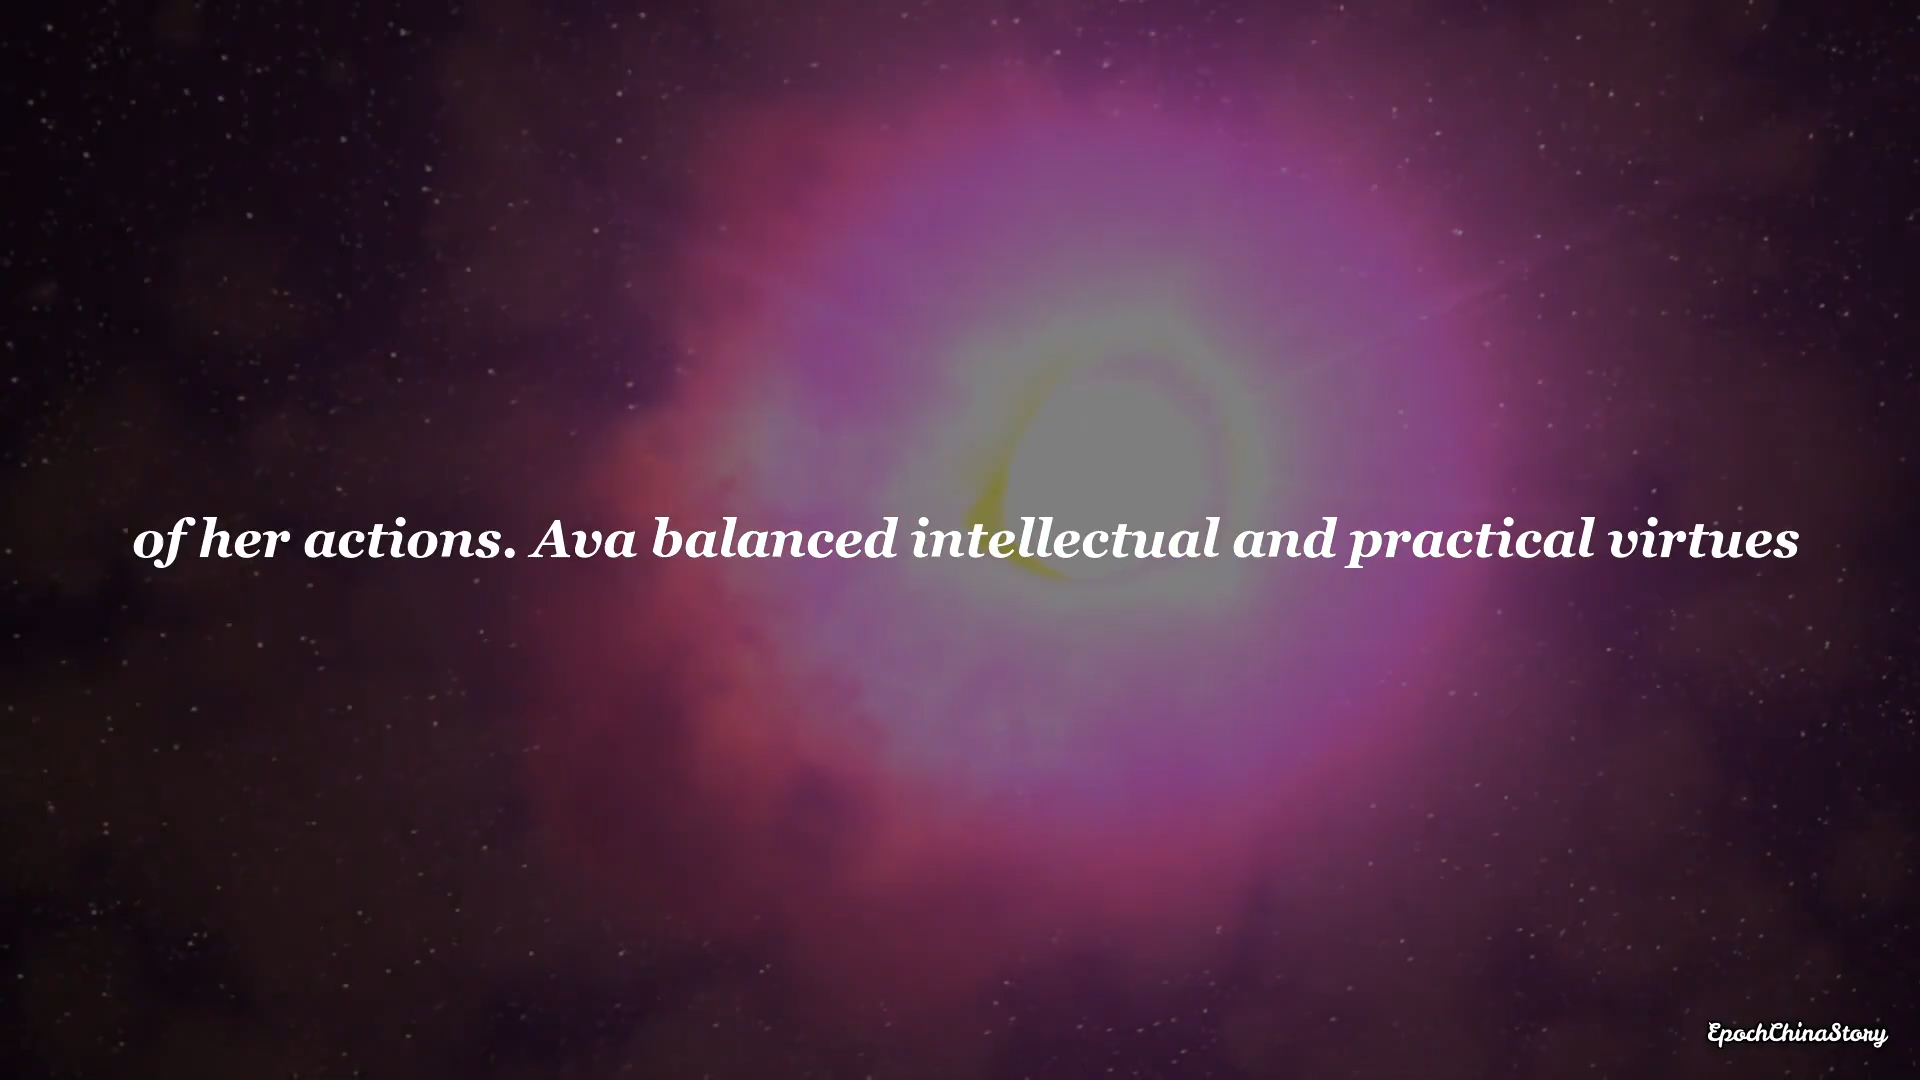 of her actions. Ava balanced intellectual and practical virtues
EpochChinaStory